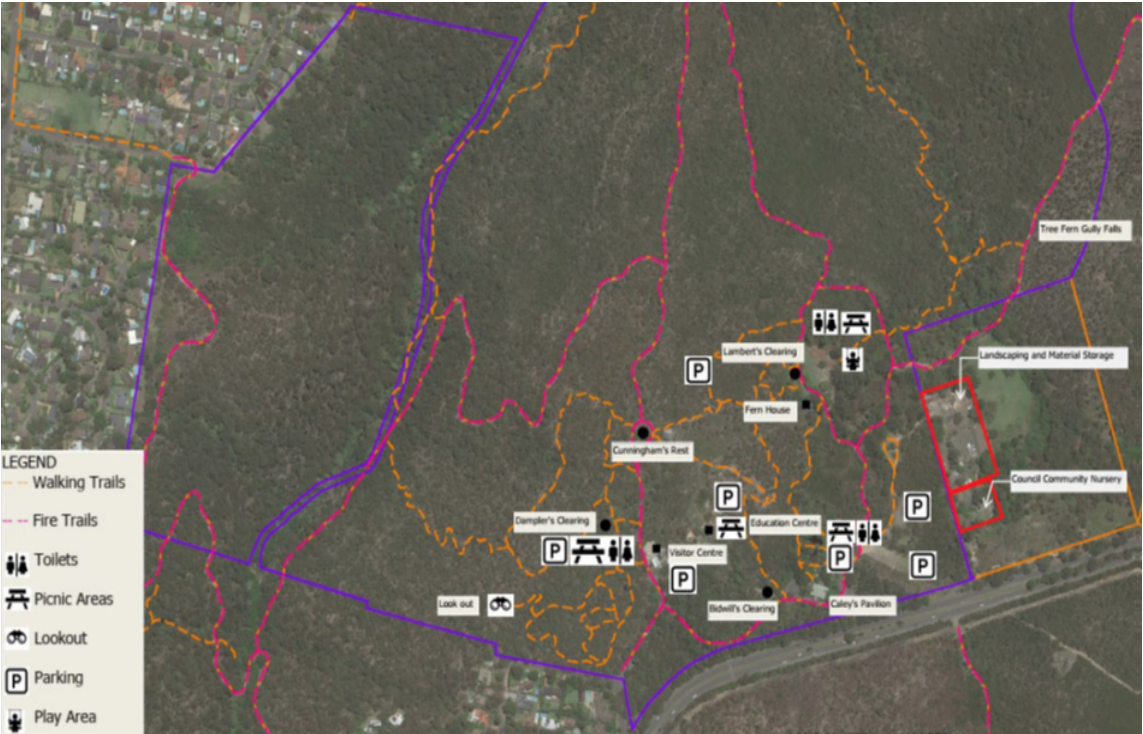 Tree Fern Gully Falls
Lambert's Clearing
Landscaping and Material Storage
Fern House
Cunningham's Rest
Council Community Nursery
Dampier's Clearing
Education Centre
Visitor Centre
Look out
Bidwill's Clearing
Caley's Pavilion
P
P
P
P
P
P
P
LEGEND
Walking Trails
Fire Trails
Toilets
Picnic Areas
Lookout
P Parking
Play Area